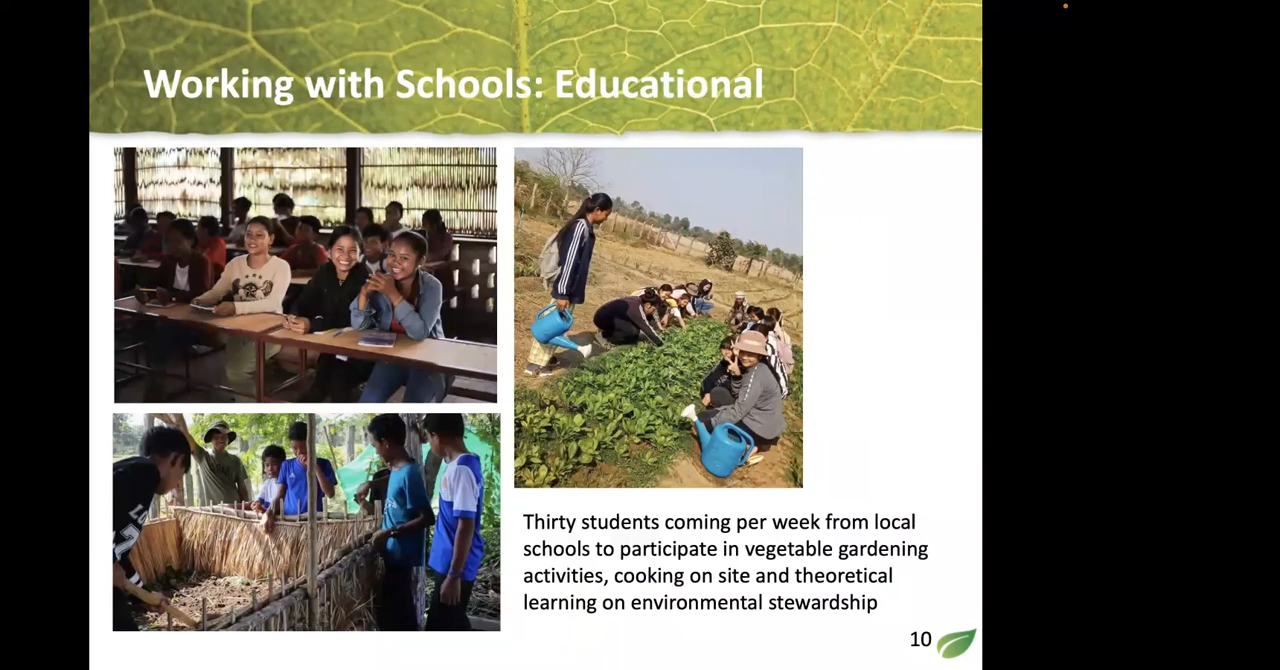 Working with Schools: Educational
Thirty students coming per week from local
schools to participate in vegetable gardening
activities, cooking on site and theoretical
learning on environmental stewardship
10